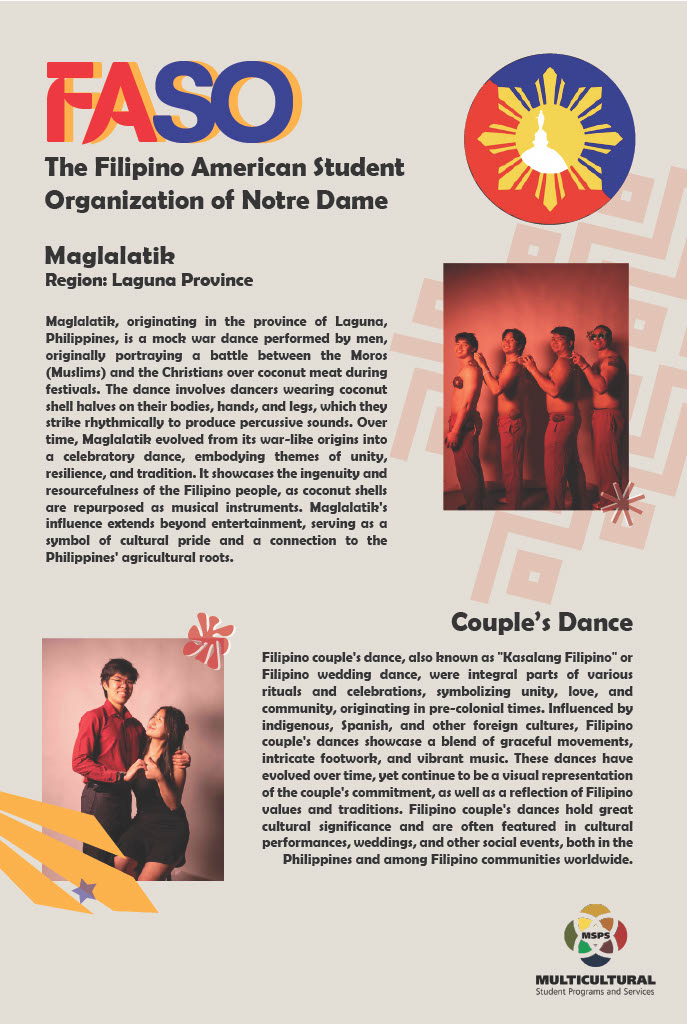 FASO
The Filipino American Student
Organization of Notre Dame
Maglalatik
Region: Laguna Province
Maglalatik, originating in the province of Laguna,
Philippines, is a mock war dance performed by men,
originally portraying a battle between the Moros
(Muslims) and the Christians over coconut meat during
festivals. The dance involves dancers wearing coconut
shell halves on their bodies, hands, and legs, which they
strike rhythmically to produce percussive sounds. Over
time, Maglalatik evolved from its war-like origins into
a celebratory dance, embodying themes of unity,
resilience, and tradition. It showcases the ingenuity and
resourcefulness of the Filipino people, as coconut shells
are repurposed as musical instruments. Maglalatik's
influence extends beyond entertainment, serving as a
symbol of cultural pride and a connection to the
Philippines' agricultural roots.
Couple's Dance
Filipino couple's dance, also known as "Kasalang Filipino" or
Filipino wedding dance, were integral parts of various
rituals and celebrations, symbolizing unity, love, and
community, originating in pre-colonial times. Influenced by
indigenous, Spanish, and other foreign cultures, Filipino
couple's dances showcase a blend of graceful movements,
intricate footwork, and vibrant music. These dances have
evolved over time, yet continue to be a visual representation
of the couple's commitment, as well as a reflection of Filipino
values and traditions. Filipino couple's dances hold great
cultural significance and are often featured in cultural
performances, weddings, and other social events, both in the
Philippines and among Filipino communities worldwide.
MSPS
MULTICULTURAL
Student Programs and Services